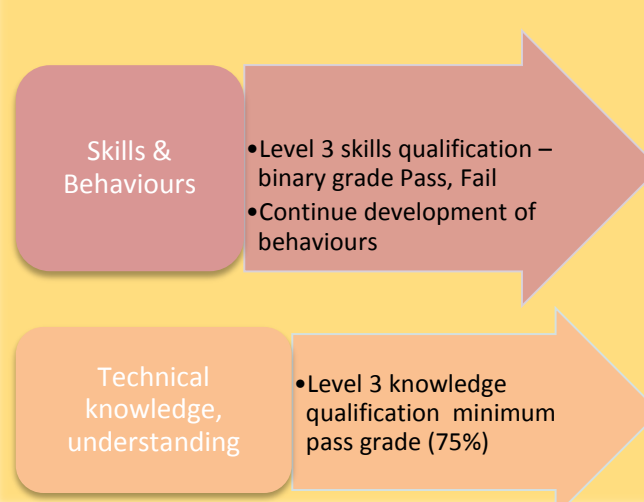 Skills &
Behaviours
•Level 3 skills qualification –
binary grade Pass, Fail
•Continue development of
behaviours
Technical
knowledge,
understanding
•Level 3 knowledge
qualification minimum
pass grade (75%)